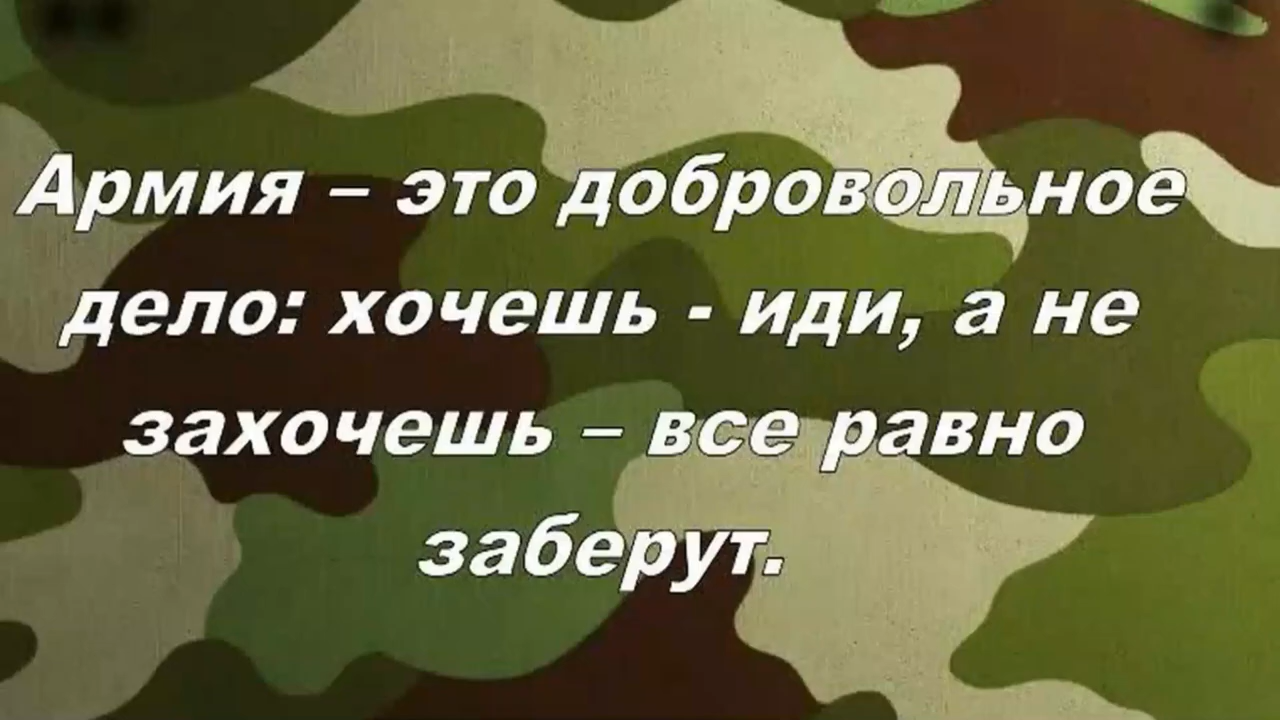 Армия – это добровольное
дело: хочешь - иди, а не
захочешь – все равно
заберут.